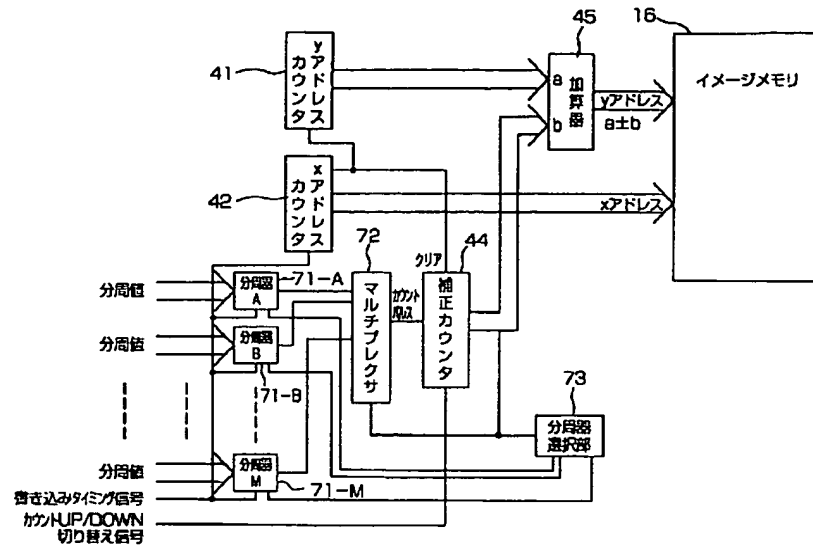 45
16
41
yアドレス
カウンタ
a
b
加算器
yアドレス
a±b
イメージメモリ
42
xアドレス
カウンタ
xアドレス
72
44
クリア
71-A
分周値
分周器
A
マルチプレクサ
カウント
パルス
補正カウンタ
分周値
分周器
B
71-B
73
分周器
選択部
分周値
分周器
M
71-M
書き込みタイミング信号
カウントUP/DOWN
切り替え信号